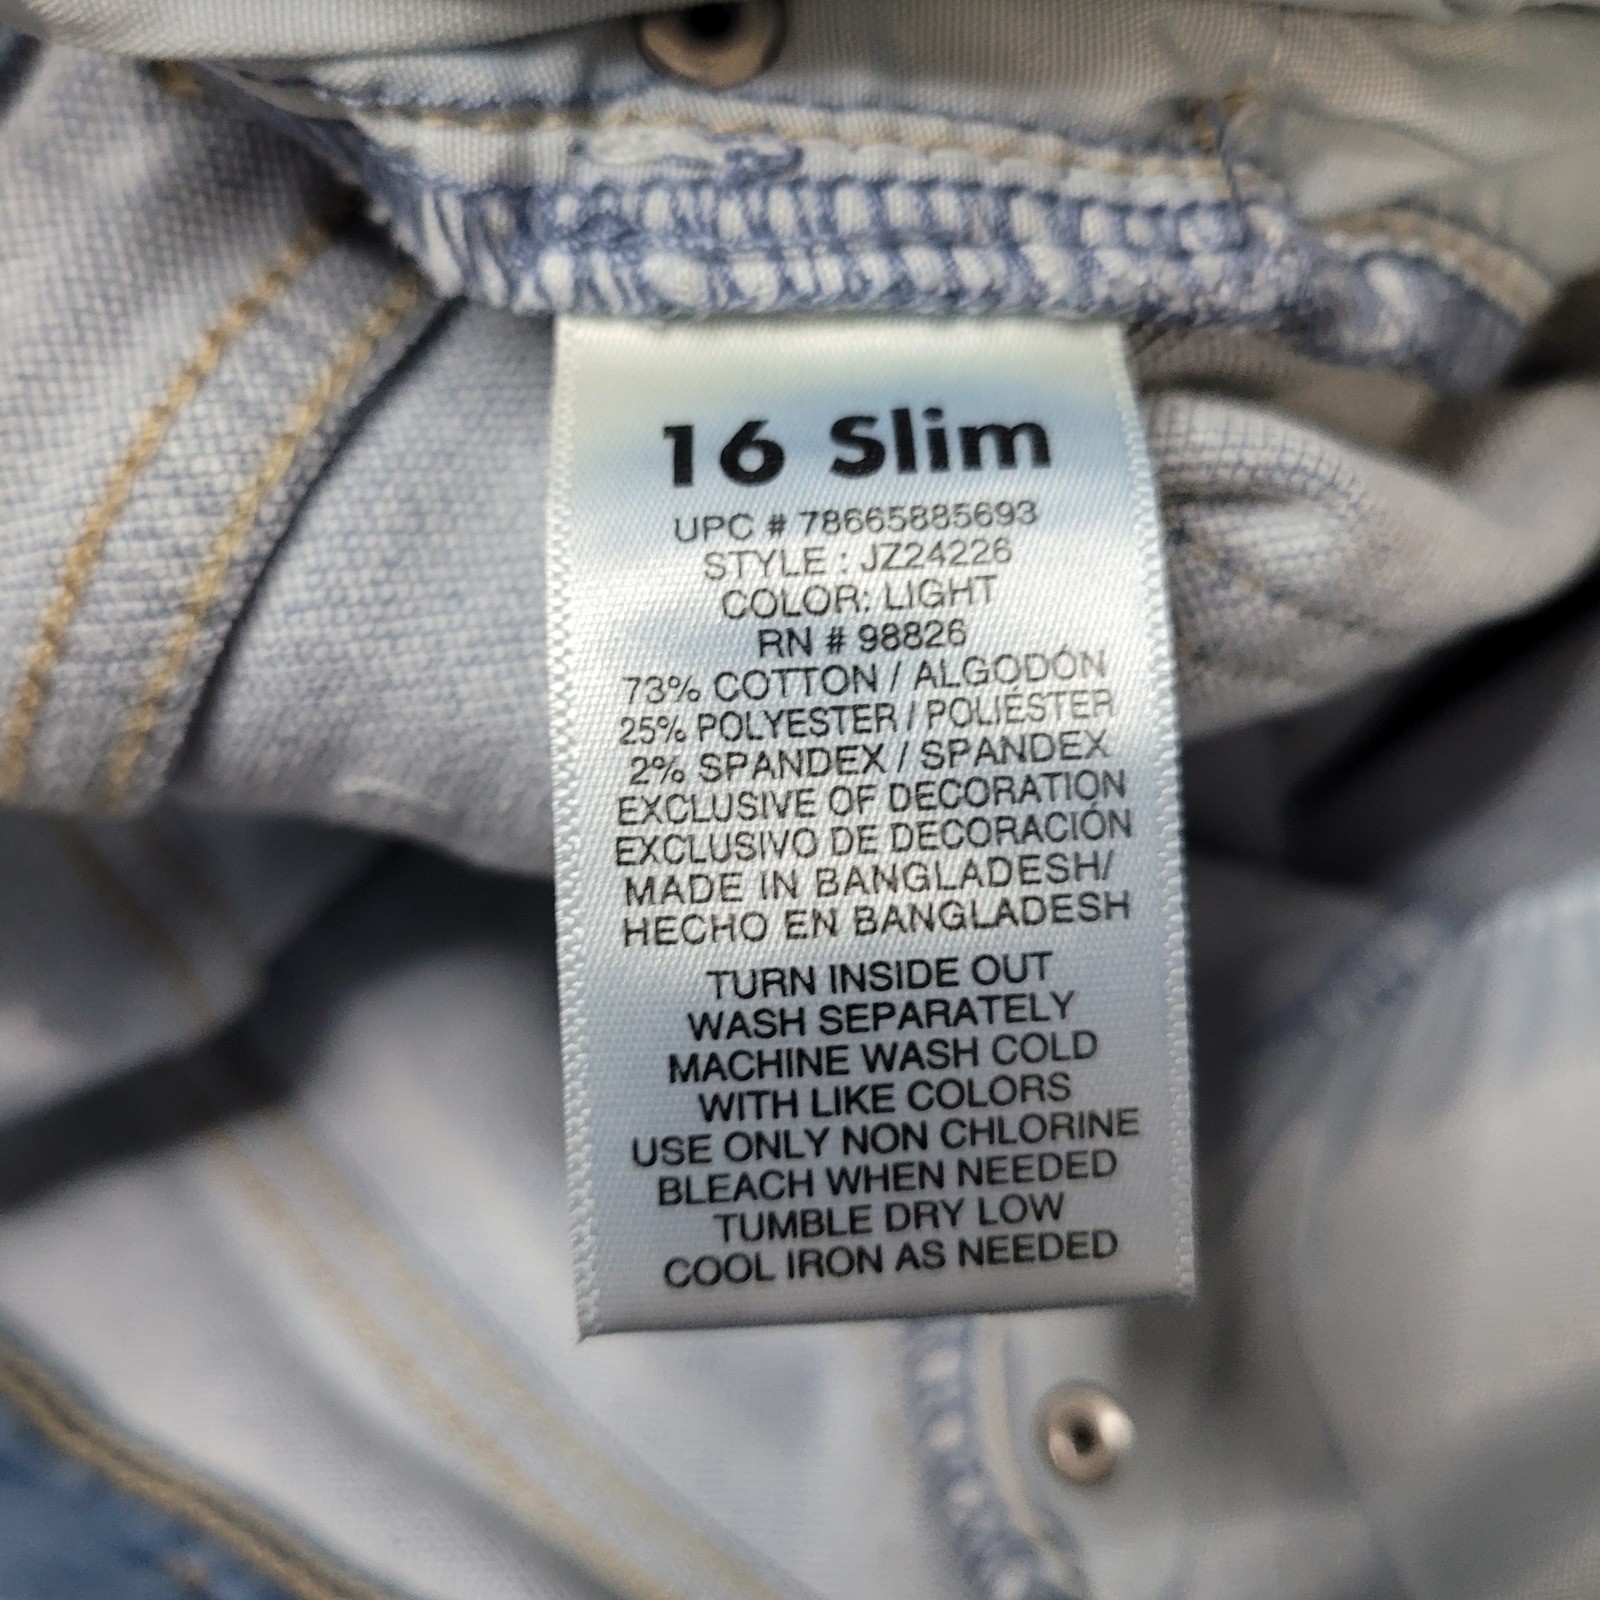 16 Slim
UPC # 78665885693
STYLE : JZ24226
COLOR: LIGHT
RN # 98826
73% COTTON / ALGODÓN
25% POLYESTER / POLIÉSTER
2% SPANDEX / SPANDEX
EXCLUSIVE OF DECORATION
EXCLUSIVO DE DECORACIÓN
MADE IN BANGLADESH/
HECHO EN BANGLADESH
TURN INSIDE OUT
WASH SEPARATELY
MACHINE WASH COLD
WITH LIKE COLORS
USE ONLY NON CHLORINE
BLEACH WHEN NEEDED
TUMBLE DRY LOW
COOL IRON AS NEEDED